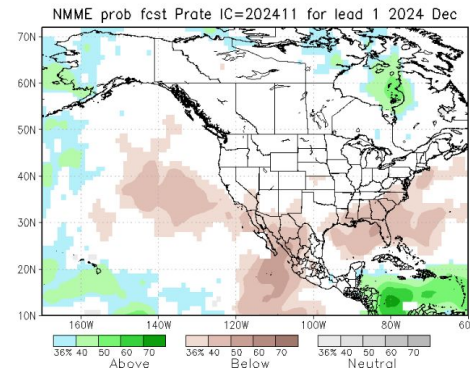 NMME prob fcst Prate IC=202411 for lead 1 2024 Dec
70N
60N
50N
40N
30N
20N
10N
160W 140W 120W 100W 80W 60
36% 40 50 60 70 36% 40 50 60 70 36% 40 50 60 70
Above Below Neutral